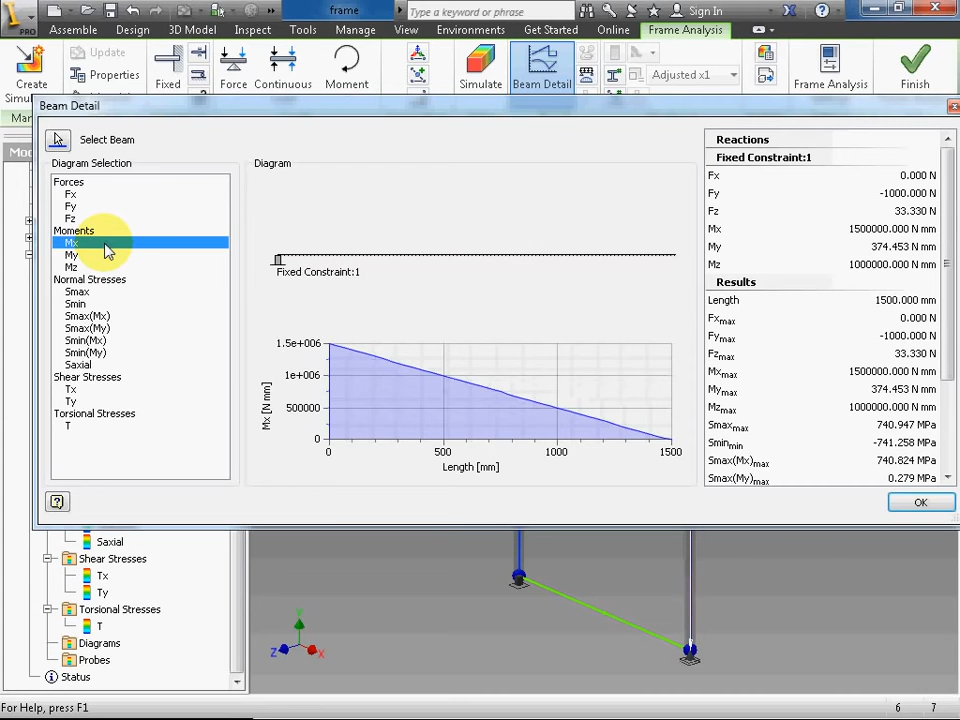 PRO
frame
Type a keyword or phrase
Sign In
Assemble
Design
3D Model
Inspect
Tools
Manage
View
Environments
Get Started
Online
Frame Analysis
Create
Update
Properties
Fixed
Force
Continuous
Moment
Simulate
Beam Detail
Adjusted x1
Frame Analysis
Finish
Beam Detail
Select Beam
Diagram Selection
Forces
Fx
Fy
Fz
Moments
Mx
My
Mz
Normal Stresses
Smax
Smin
Smax(Mx)
Smax(My)
Smin(Mx)
Smin(My)
Saxial
Shear Stresses
Tx
Ty
Torsional Stresses
T
Diagram
Fixed Constraint:1
1.5e+006
1e+006
500000
0
Mx [N mm]
0 500 1000 1500
Length [mm]
Reactions
Fixed Constraint:1
Fx 0.000 N
Fy -1000.000 N
Fz 33.330 N
Mx 1500000.000 N mm
My 374.453 N mm
Mz 1000000.000 N mm
Results
Length 1500.000 mm
Fxmax 0.000 N
Fymax -1000.000 N
Fzmax 33.330 N
Mxmax 1500000.000 N mm
Mymax 374.453 N mm
Mzmax 1000000.000 N mm
Smaxmax 740.947 MPa
Sminmin -741.258 MPa
Smax(Mx)max 740.824 MPa
Smax(My)max 0.279 MPa
OK
Saxial
Shear Stresses
Tx
Ty
Torsional Stresses
T
Diagrams
Probes
Status
Y
Z
X
For Help, press F1
6 7